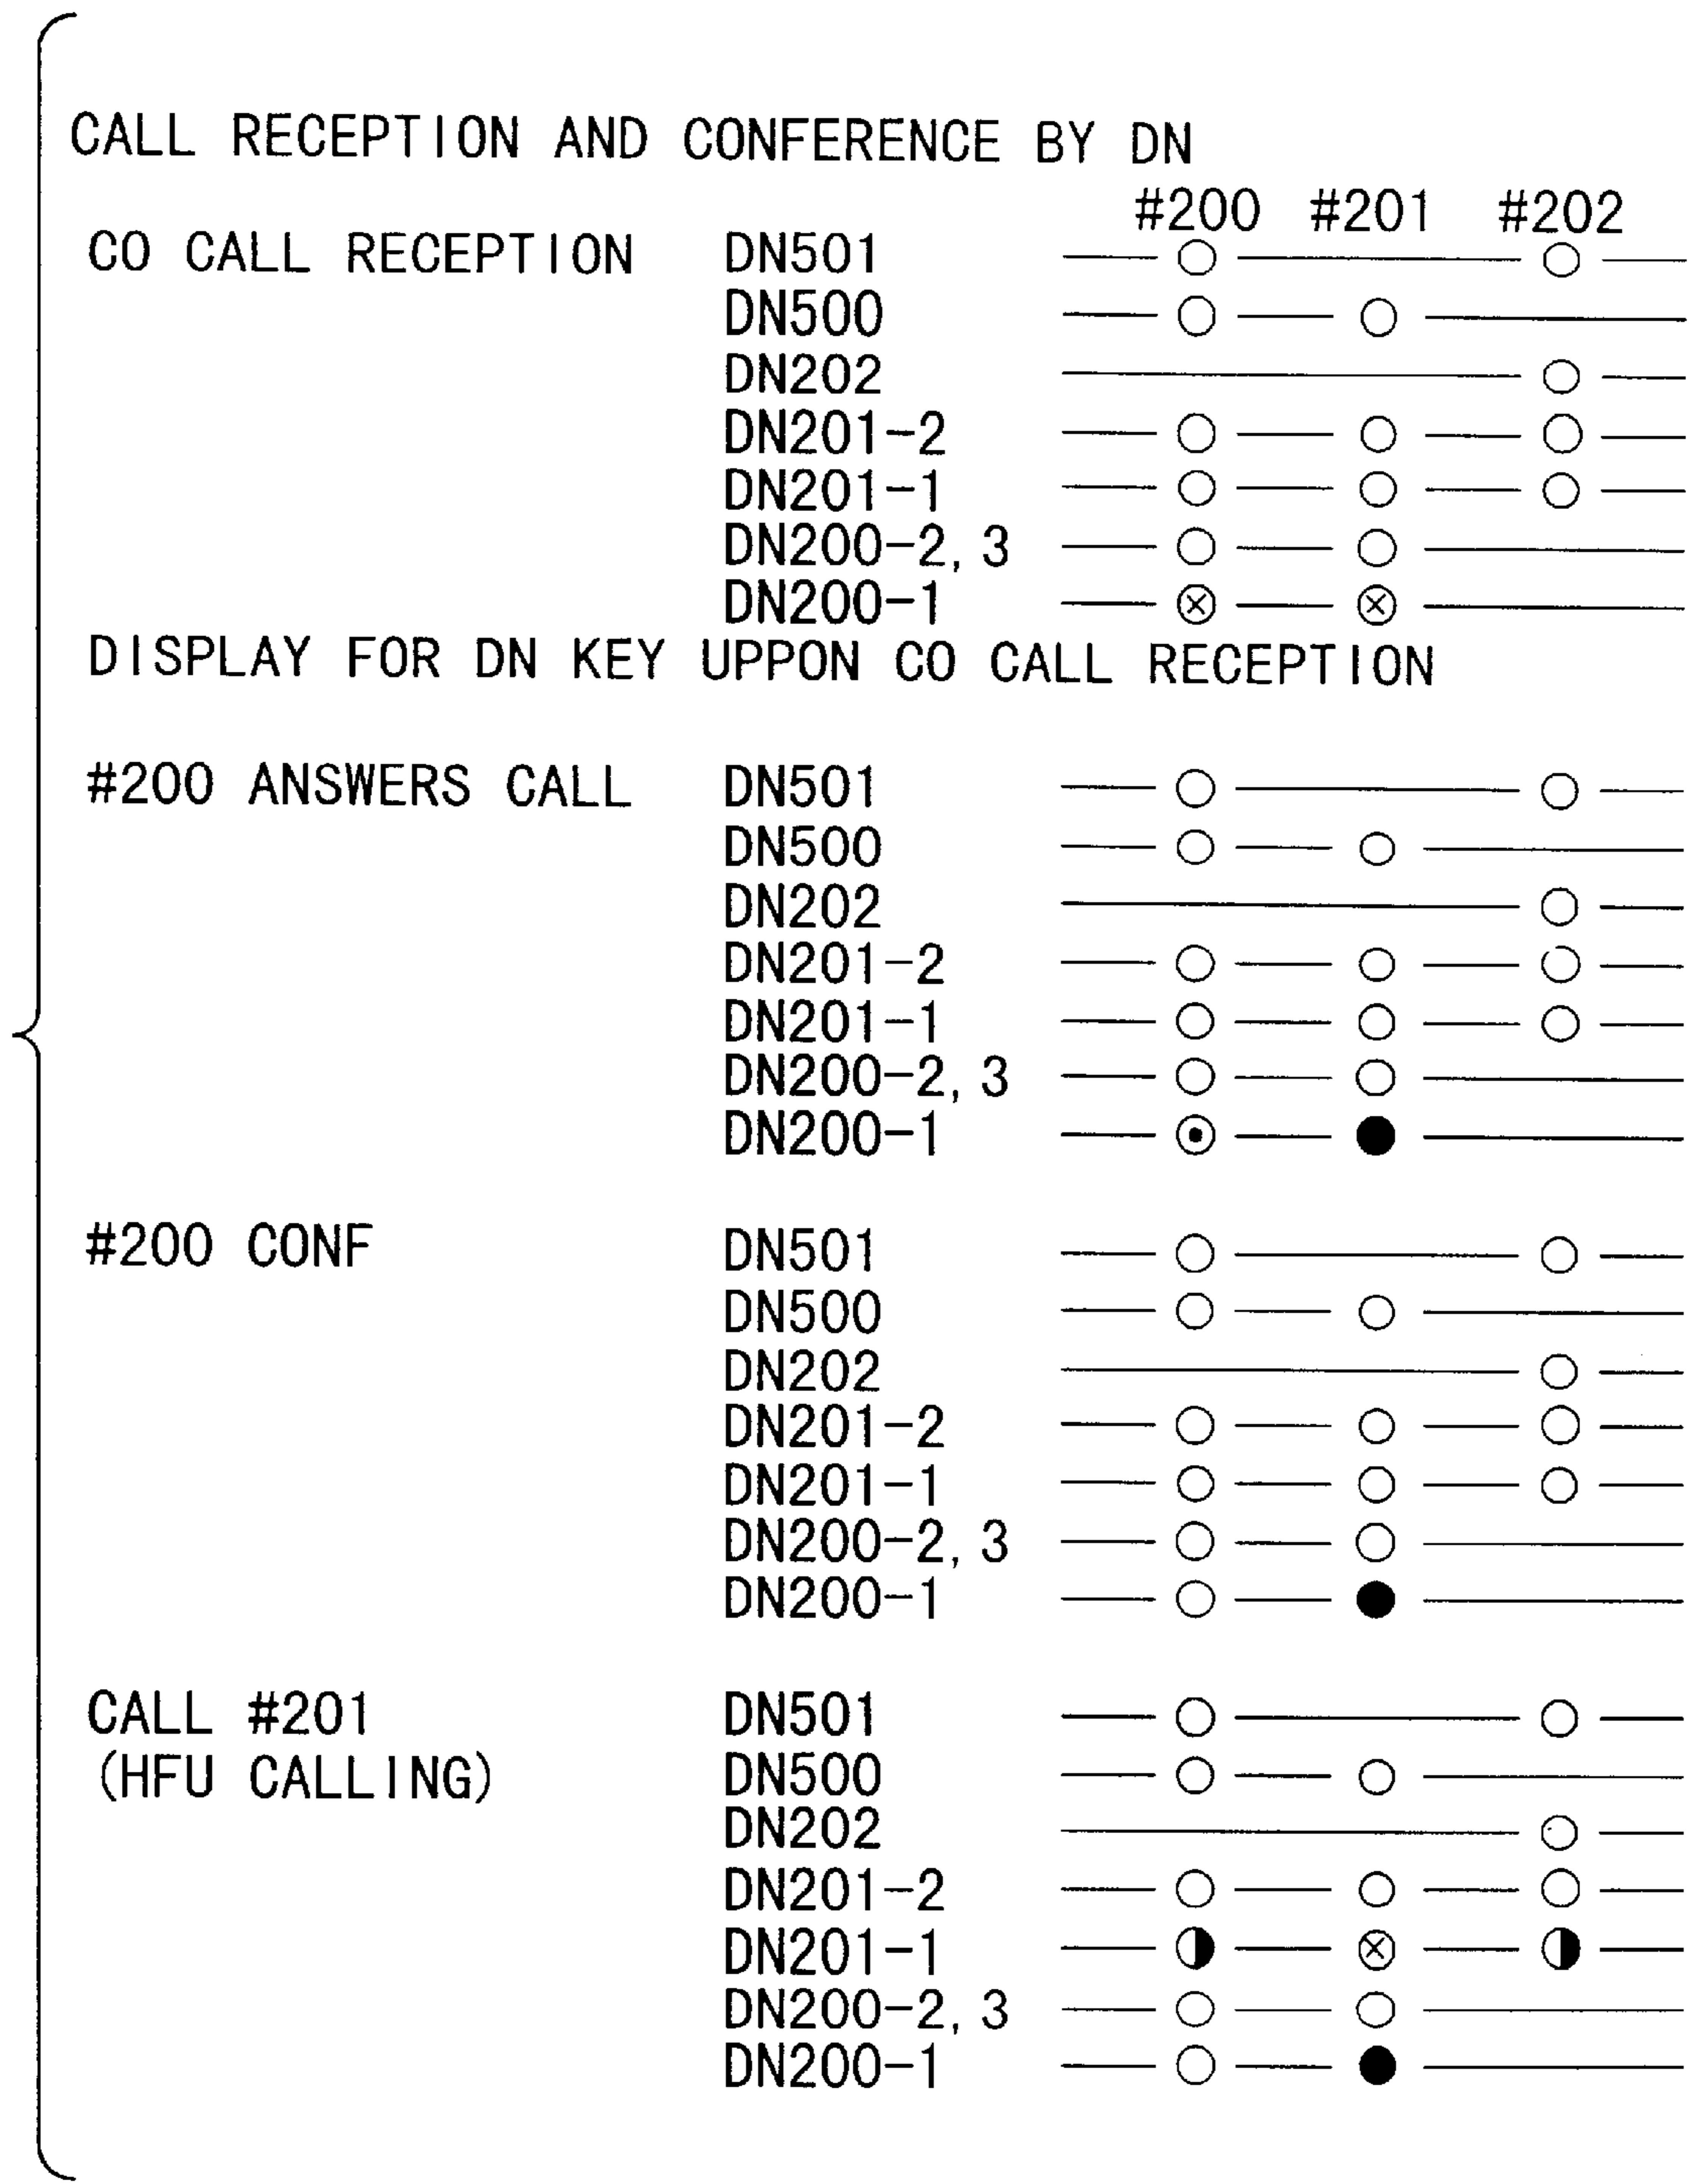 CALL RECEPTION AND CONFERENCE BY DN
#200 #201 #202
CO CALL RECEPTION DN501
DN500
DN202
DN201-2
DN201-1
DN200-2, 3
DN200-1
DISPLAY FOR DN KEY UPPON CO CALL RECEPTION
#200 ANSWERS CALL DN501
DN500
DN202
DN201-2
DN201-1
DN200-2, 3
DN200-1
#200 CONF DN501
DN500
DN202
DN201-2
DN201-1
DN200-2, 3
DN200-1
CALL #201 DN501
(HFU CALLING) DN500
DN202
DN201-2
DN201-1
DN200-2, 3
DN200-1